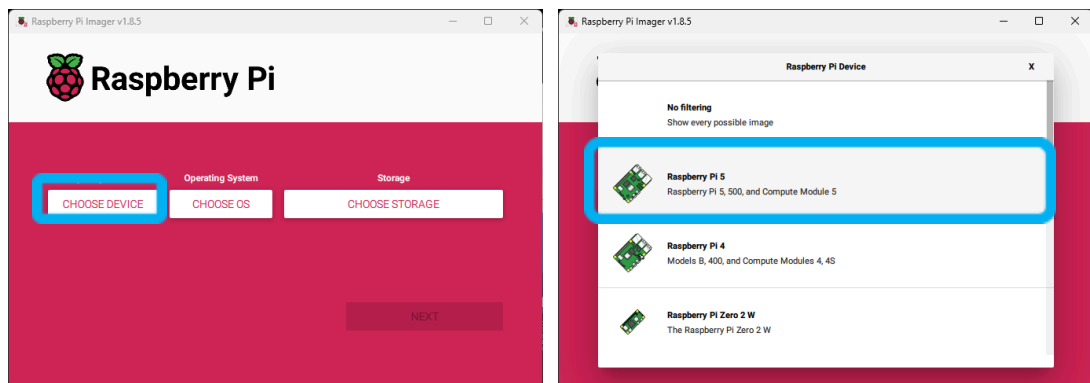 Raspberry Pi Imager v1.8.5
Raspberry Pi
Operating System
Storage
CHOOSE DEVICE
CHOOSE OS
CHOOSE STORAGE
NEXT
Raspberry Pi Imager v1.8.5
Raspberry Pi Device
X
No filtering
Show every possible image
Raspberry Pi 5
Raspberry Pi 5, 500, and Compute Module 5
Raspberry Pi 4
Models B, 400, and Compute Modules 4, 4S
Raspberry Pi Zero 2 W
The Raspberry Pi Zero 2 W